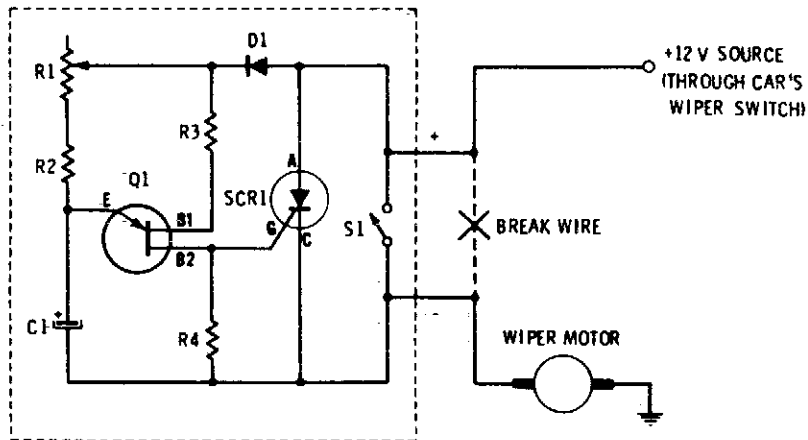 D1
+12 V SOURCE
(THROUGH CAR'S
WIPER SWITCH)
R1
R3
+
R2
A
Q1
SCR1
E
B1
G
C
S1
BREAK WIRE
B2
+
C1
R4
WIPER MOTOR